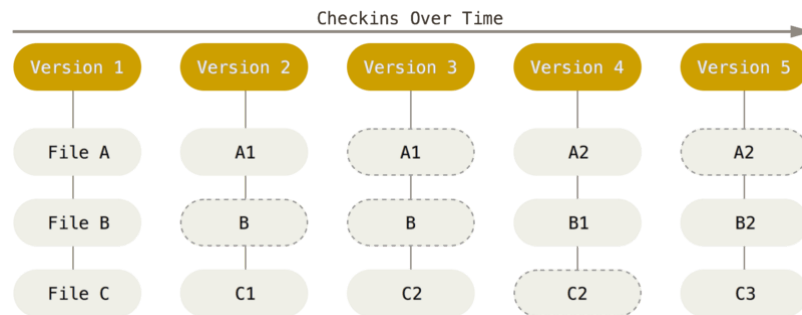 Checkins Over Time
Version 1 Version 2 Version 3 Version 4 Version 5
File A A1 A1 A2 A2
File B B B B1 B2
File C C1 C2 C2 C3